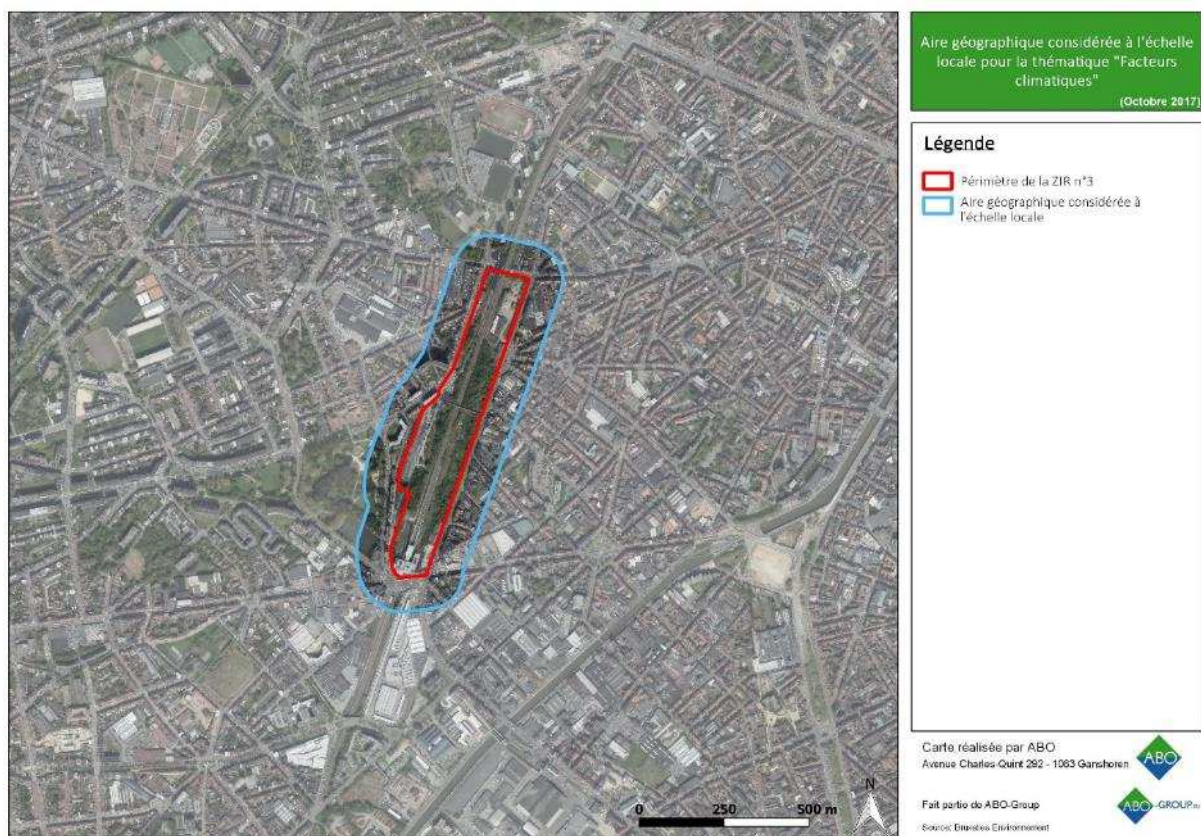 Aire géographique considérée à l'échelle
locale pour la thématique "Facteurs
climatiques"
(Octobre 2017)
Légende
Périmètre de la ZIR n°3
Aire géographique considérée à
l'échelle locale
Carte réalisée par ABO
Avenue Charles-Quint 292 - 1083 Ganshoren
ABO
Fait partie de ABO-Group
ABO-GROUP
Source: Bruxelles Environnement
N
0 250 500 m